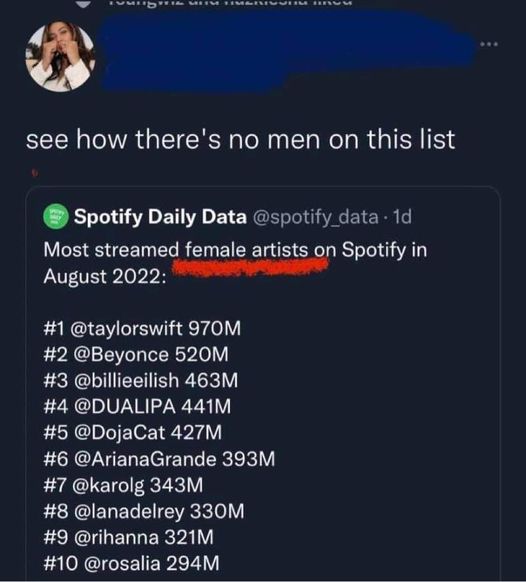 see how there's no men on this list
Spotify Daily Data @spotify_data · 1d
Most streamed female artists on Spotify in
August 2022:
#1 @taylorswift 970M
#2 @Beyonce 520M
#3 @billieeilish 463M
#4 @DUALIPA 441M
#5 @DojaCat 427M
#6 @ArianaGrande 393M
#7 @karolg 343M
#8 @lanadelrey 330M
#9 @rihanna 321M
#10 @rosalia 294M